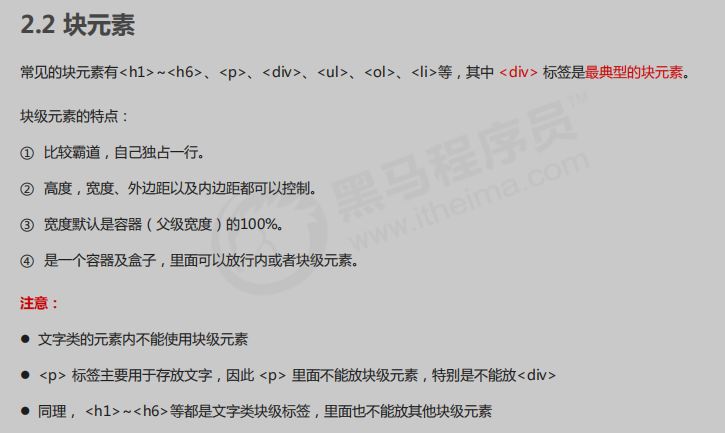 2.2 块元素
常见的块元素有<h1>~<h6>、<p>、<div>、<ul>、<ol>、<li>等，其中 <div> 标签是最典型的块元素。
块级元素的特点：
① 比较霸道，自己独占一行。
② 高度，宽度、外边距以及内边距都可以控制。
③ 宽度默认是容器（父级宽度）的100%。
④ 是一个容器及盒子，里面可以放行内或者块级元素。
黑马程序员™
www.itheima.com
注意：
● 文字类的元素内不能使用块级元素
● <p> 标签主要用于存放文字，因此 <p> 里面不能放块级元素，特别是不能放<div>
● 同理， <h1>~<h6>等都是文字类块级标签，里面也不能放其他块级元素